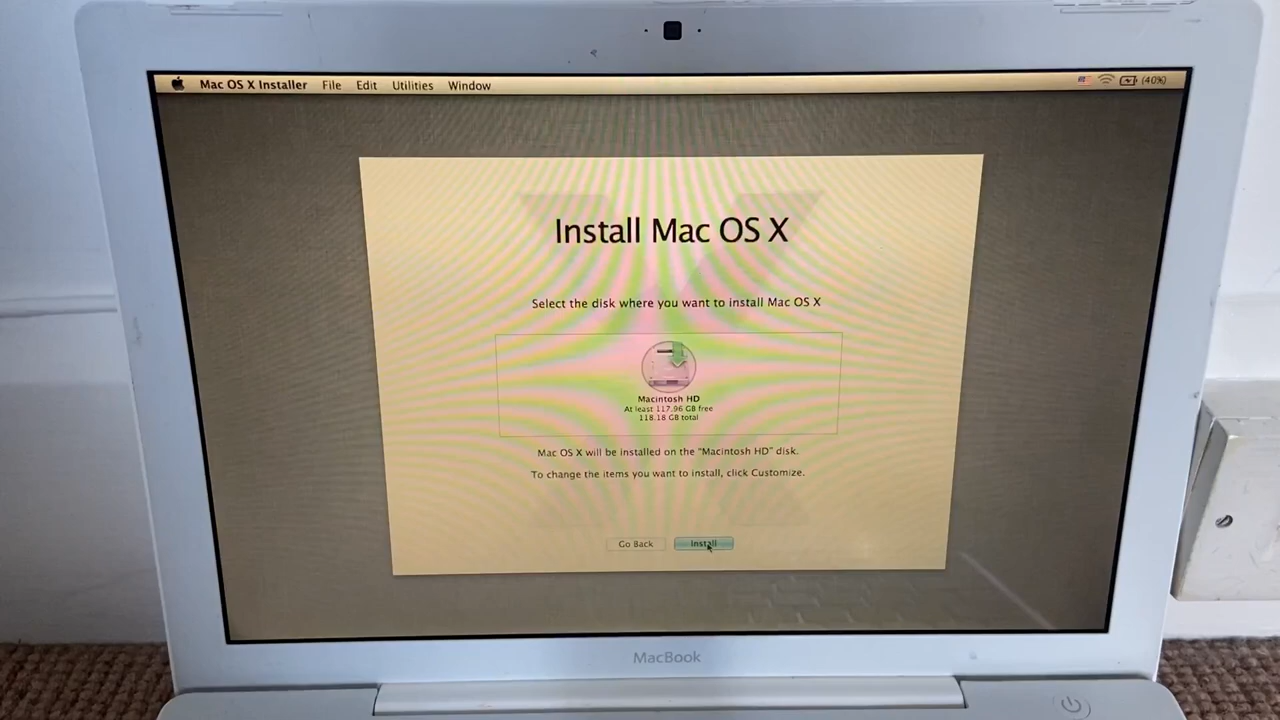 Mac OS X Installer File Edit Utilities Window (40%)
Install Mac OS X
Select the disk where you want to install Mac OS X
Macintosh HD
At least 117.96 GB free
118.18 GB total
Mac OS X will be installed on the “Macintosh HD” disk.
To change the items you want to install, click Customize.
Go Back Install
MacBook